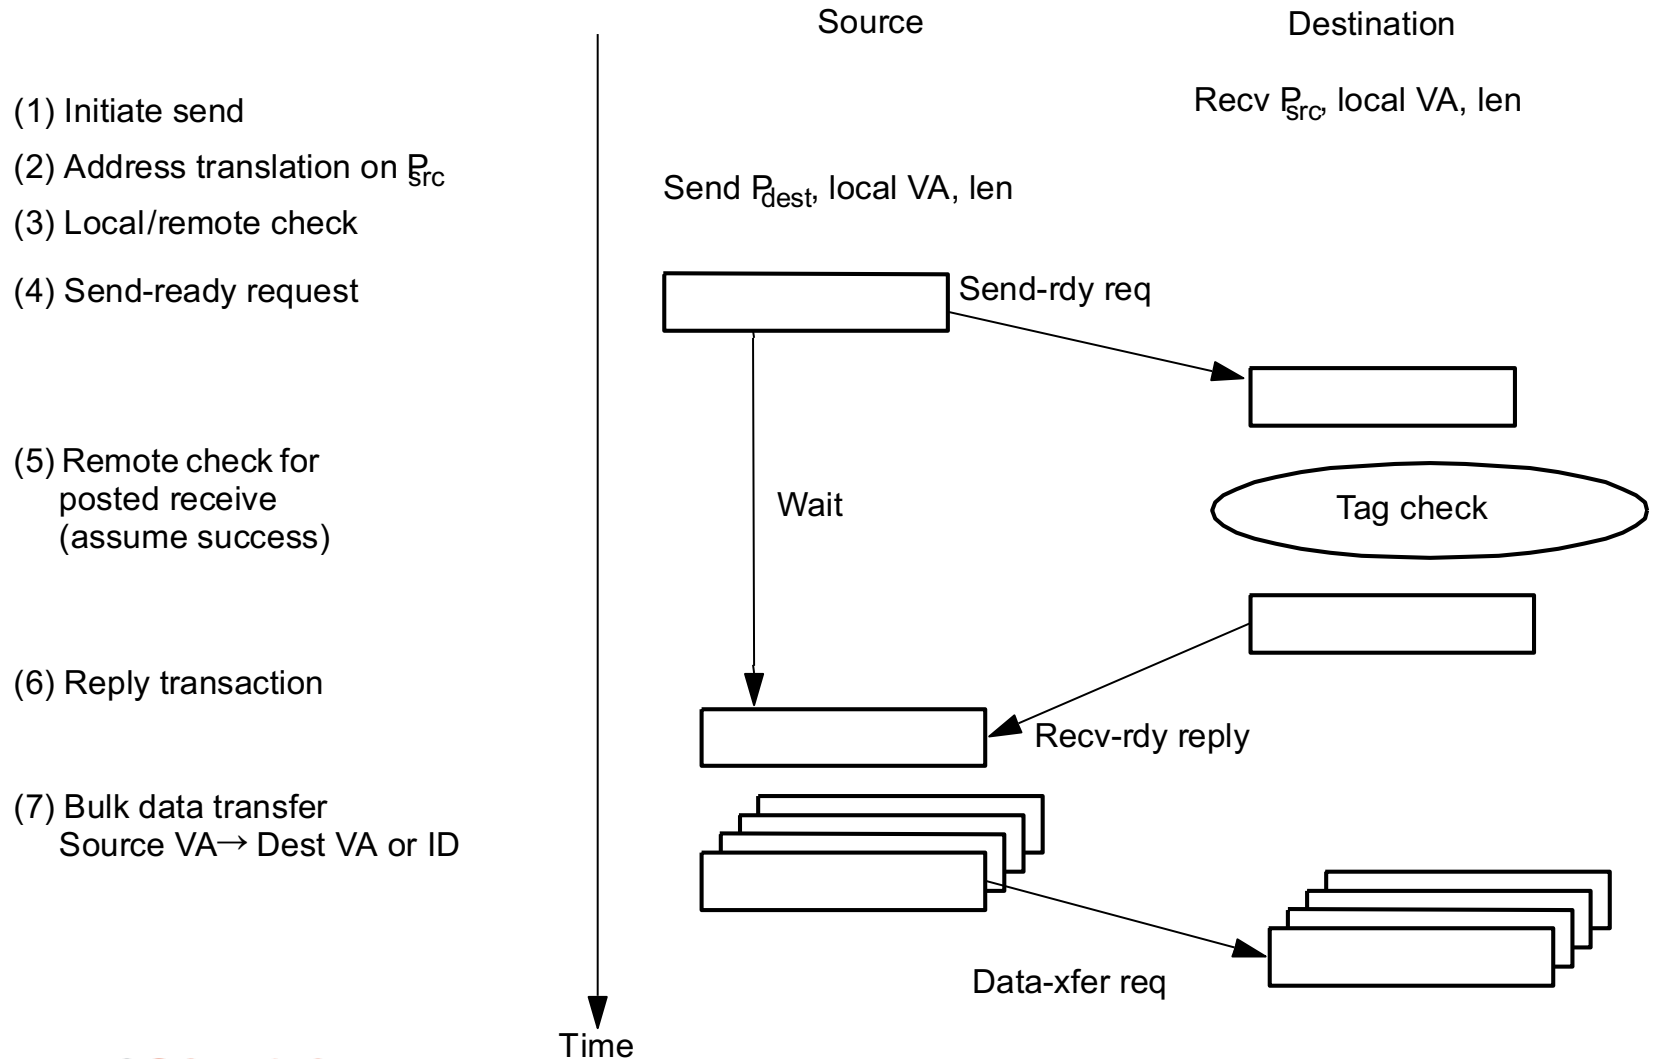 Source
Destination
(1) Initiate send
Recv Psrc, local VA, len
(2) Address translation on Psrc
Send Pdest, local VA, len
(3) Local/remote check
(4) Send-ready request
Send-rdy req
(5) Remote check for
posted receive
(assume success)
Wait
Tag check
(6) Reply transaction
Recv-rdy reply
(7) Bulk data transfer
Source VA→ Dest VA or ID
Data-xfer req
Time